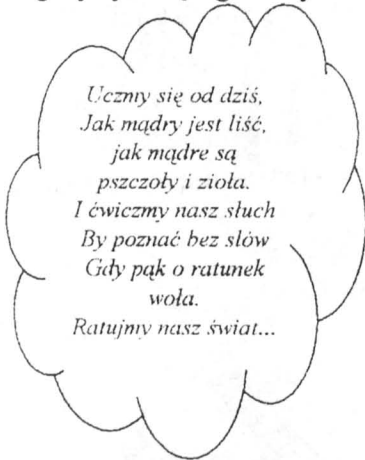 Uczmy się od dziś,
Jak mądry jest liść,
jak mądre są
pszczoły i zioła.
I ćwiczmy nasz słuch
By poznać bez słów
Gdy pąk o ratunek
woła.
Ratujmy nasz świat...